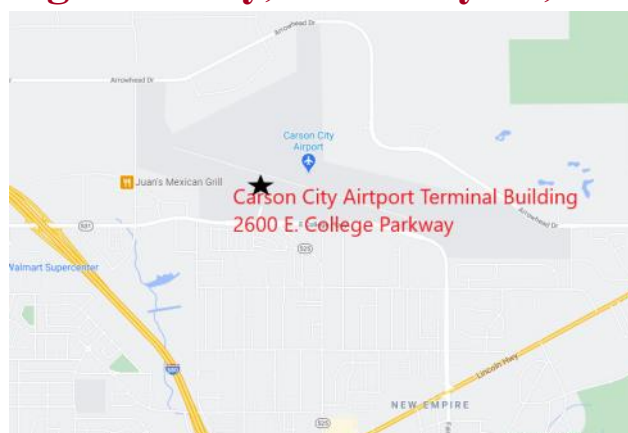 Arrowhead Dr
Arrowhead Dr
Carson City
Airport
Juan's Mexican Grill
Carson City Airtport Terminal Building
2600 E. College Parkway
Arrowhead Dr
531
525
Walmart Supercenter
580
Lincoln Hwy
NEW EMPIRE
525